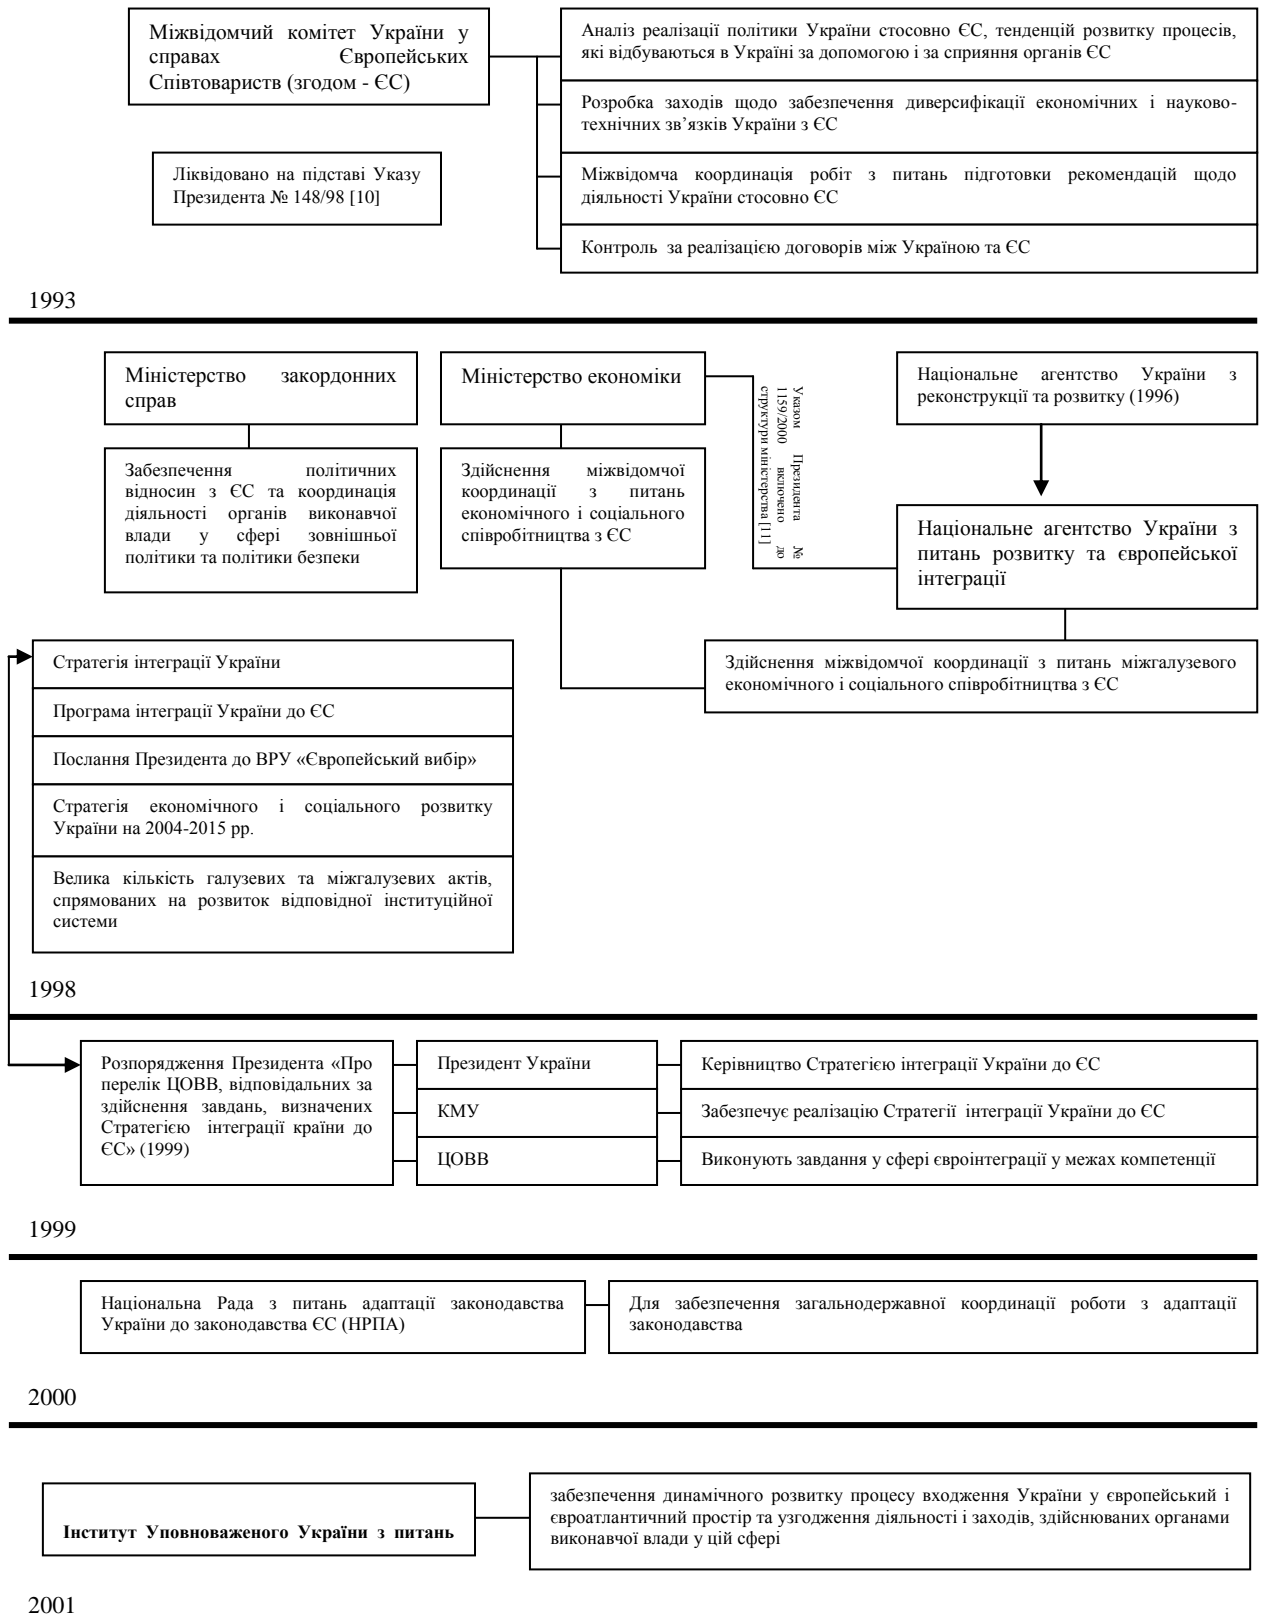 Міжвідомчий комітет України у
справах Європейських
Співтовариств (згодом - ЄС)
Аналіз реалізації політики України стосовно ЄС, тенденцій розвитку процесів,
які відбуваються в Україні за допомогою і за сприяння органів ЄС
Розробка заходів щодо забезпечення диверсифікації економічних і науково-
технічних зв’язків України з ЄС
Ліквідовано на підставі Указу
Президента № 148/98 [10]
Міжвідомча координація робіт з питань підготовки рекомендацій щодо
діяльності України стосовно ЄС
Контроль за реалізацією договорів між Україною та ЄС
1993
Міністерство закордонних
справ
Міністерство економіки
Указом Президента №
1159/2000 включено до
структури міністерства [11]
Національне агентство України з
реконструкції та розвитку (1996)
Забезпечення політичних
відносин з ЄС та координація
діяльності органів виконавчої
влади у сфері зовнішньої
політики та політики безпеки
Здійснення міжвідомчої
координації з питань
економічного і соціального
співробітництва з ЄС
Національне агентство України з
питань розвитку та європейської
інтеграції
Здійснення міжвідомчої координації з питань міжгалузевого
економічного і соціального співробітництва з ЄС
Стратегія інтеграції України
Програма інтеграції України до ЄС
Послання Президента до ВРУ «Європейський вибір»
Стратегія економічного і соціального розвитку
України на 2004-2015 рр.
Велика кількість галузевих та міжгалузевих актів,
спрямованих на розвиток відповідної інституційної
системи
1998
Розпорядження Президента «Про
перелік ЦОВВ, відповідальних за
здійснення завдань, визначених
Стратегією інтеграції країни до
ЄС» (1999)
Президент України
Керівництво Стратегією інтеграції України до ЄС
КМУ
Забезпечує реалізацію Стратегії інтеграції України до ЄС
ЦОВВ
Виконують завдання у сфері євроінтеграції у межах компетенції
1999
Національна Рада з питань адаптації законодавства
України до законодавства ЄС (НРПА)
Для забезпечення загальнодержавної координації роботи з адаптації
законодавства
2000
Інститут Уповноваженого України з питань
забезпечення динамічного розвитку процесу входження України у європейський і
євроатлантичний простір та узгодження діяльності і заходів, здійснюваних органами
виконавчої влади у цій сфері
2001